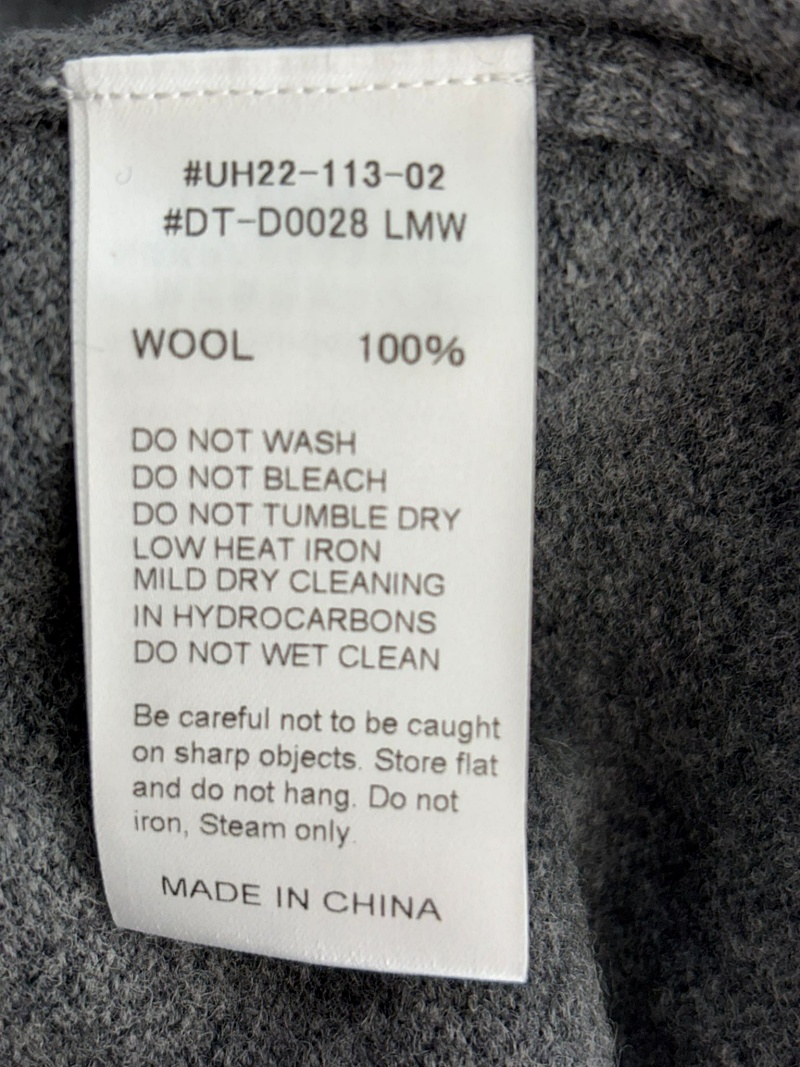 #UH22-113-02
#DT-D0028 LMW
WOOL 100%
DO NOT WASH
DO NOT BLEACH
DO NOT TUMBLE DRY
LOW HEAT IRON
MILD DRY CLEANING
IN HYDROCARBONS
DO NOT WET CLEAN
Be careful not to be caught
on sharp objects. Store flat
and do not hang. Do not
iron, Steam only.
MADE IN CHINA